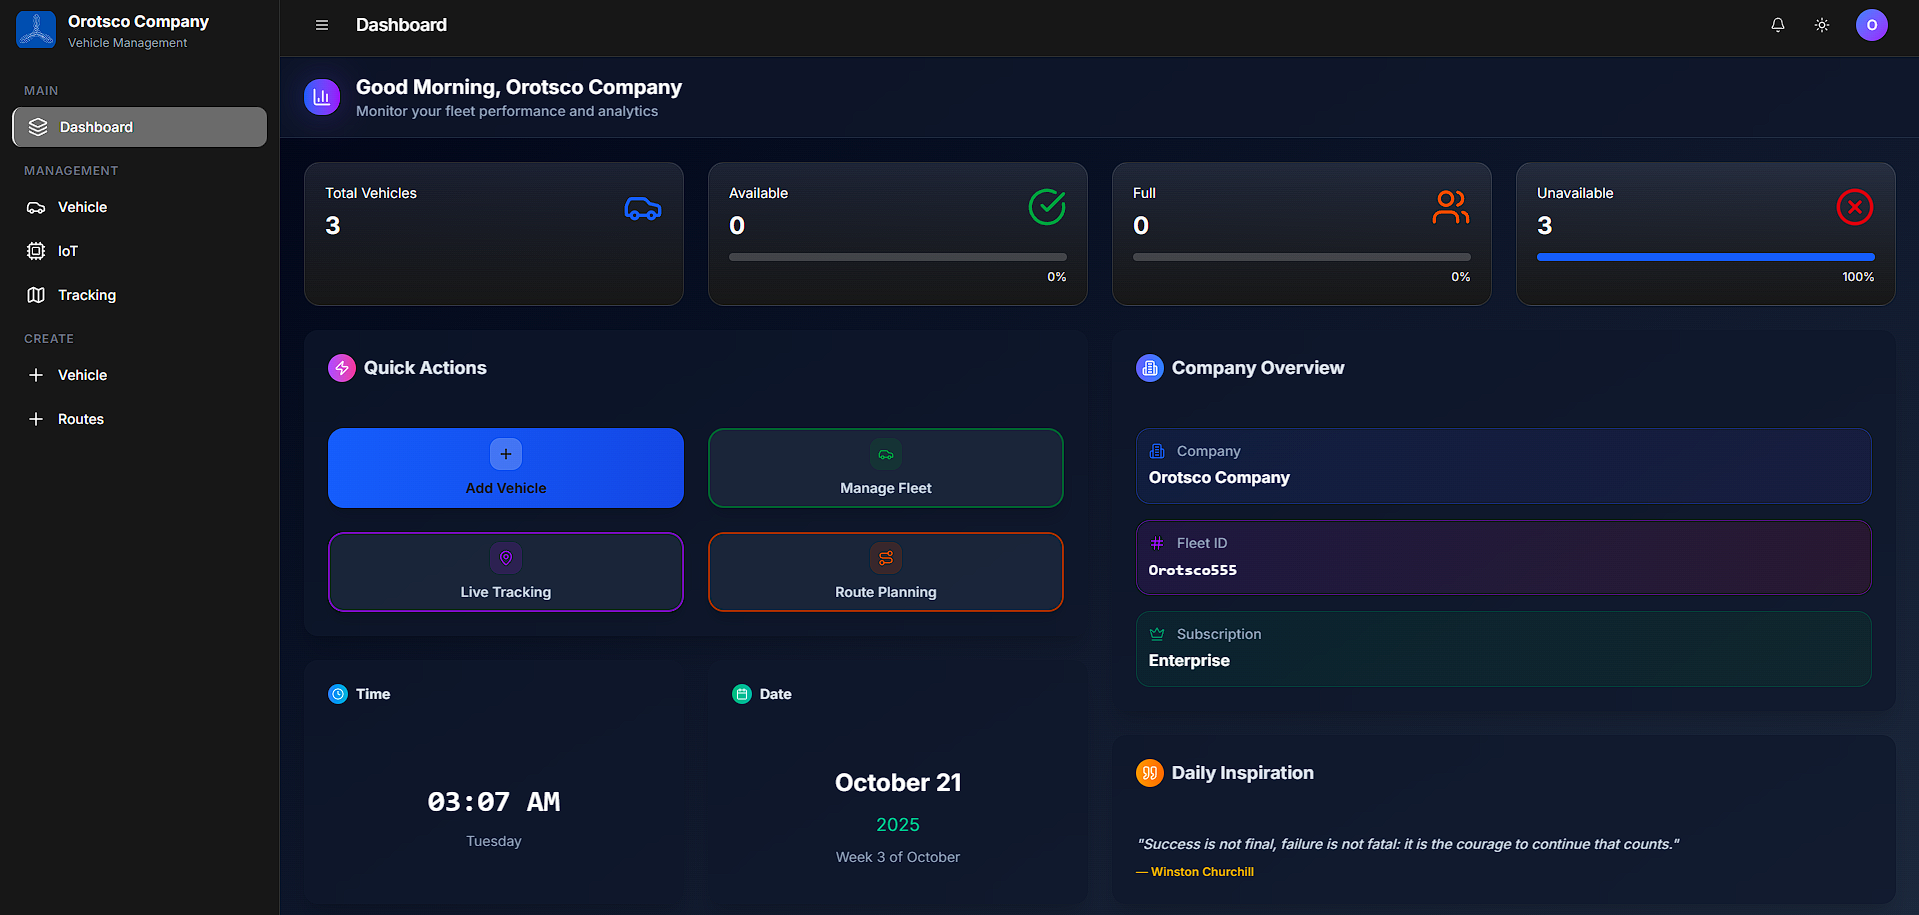 Orotsco Company
Vehicle Management
MAIN
Dashboard
MANAGEMENT
Vehicle
IoT
Tracking
CREATE
Vehicle
Routes
Dashboard
O
Good Morning, Orotsco Company
Monitor your fleet performance and analytics
Total Vehicles
3
Available
0
0%
Full
0
0%
Unavailable
3
100%
Quick Actions
Add Vehicle
Manage Fleet
Live Tracking
Route Planning
Company Overview
Company
Orotsco Company
Fleet ID
Orotsco555
Subscription
Enterprise
Time
03:07 AM
Tuesday
Date
October 21
2025
Week 3 of October
Daily Inspiration
"Success is not final, failure is not fatal: it is the courage to continue that counts."
— Winston Churchill